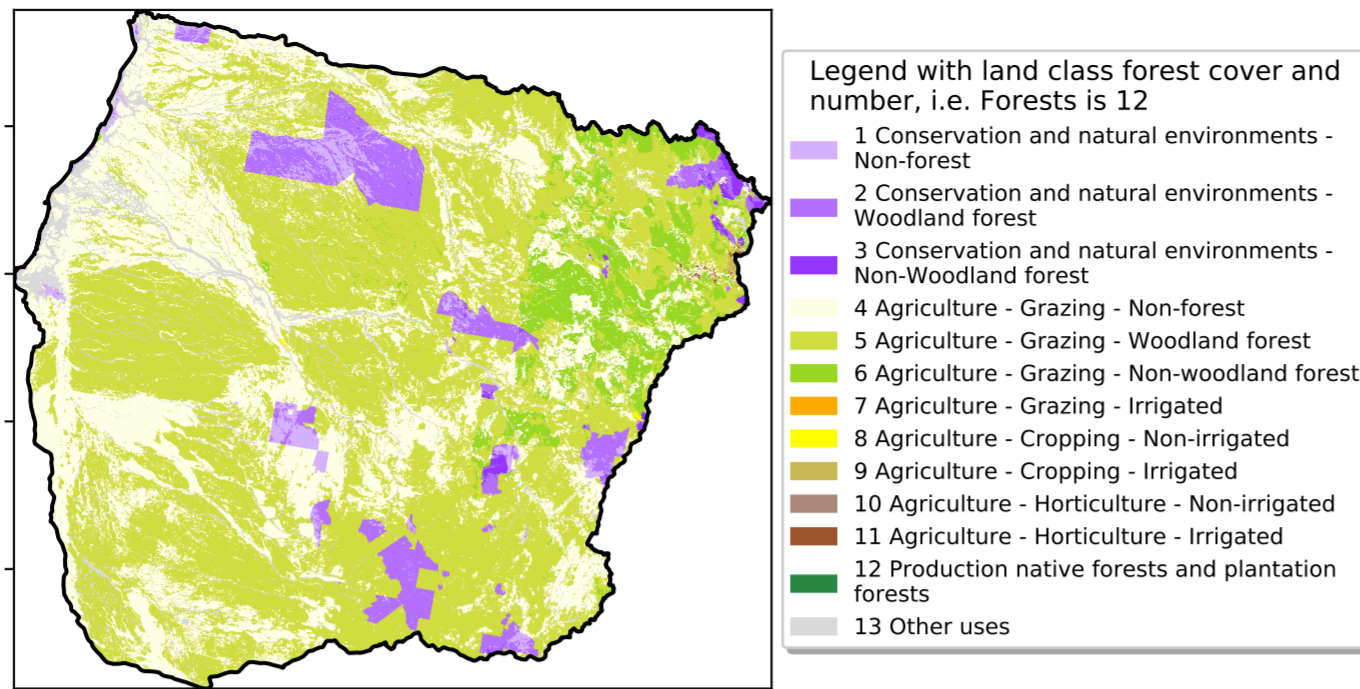 Legend with land class forest cover and
number, i.e. Forests is 12
1 Conservation and natural environments -
Non-forest
2 Conservation and natural environments -
Woodland forest
3 Conservation and natural environments -
Non-Woodland forest
4 Agriculture - Grazing - Non-forest
5 Agriculture - Grazing - Woodland forest
6 Agriculture - Grazing - Non-woodland forest
7 Agriculture - Grazing - Irrigated
8 Agriculture - Cropping - Non-irrigated
9 Agriculture - Cropping - Irrigated
10 Agriculture - Horticulture - Non-irrigated
11 Agriculture - Horticulture - Irrigated
12 Production native forests and plantation
forests
13 Other uses